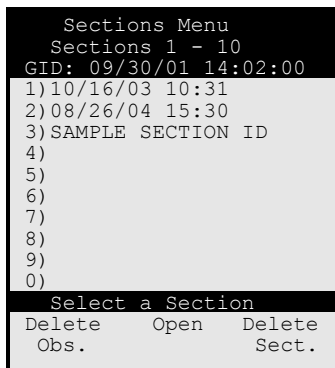 Sections Menu
Sections 1 - 10
GID: 09/30/01 14:02:00
1)10/16/03 10:31
2)08/26/04 15:30
3)SAMPLE SECTION ID
4)
5)
6)
7)
8)
9)
0)
Select a Section
Delete Open Delete
Obs. Sect.